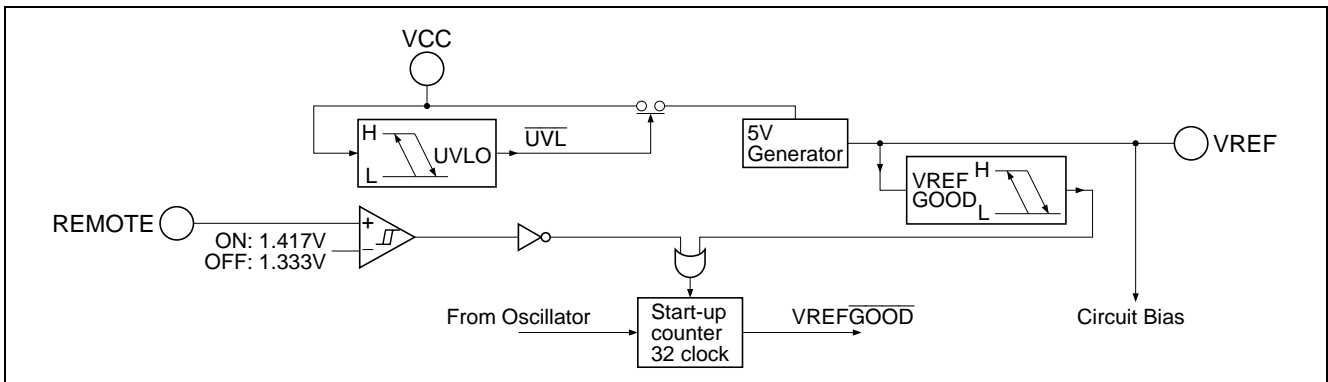 VCC
H
L
UVLO
UVL
5V
Generator
VREF
VREF
GOOD
H
L
REMOTE
+
−
ON: 1.417V
OFF: 1.333V
From Oscillator
Start-up
counter
32 clock
VREFGOOD
Circuit Bias